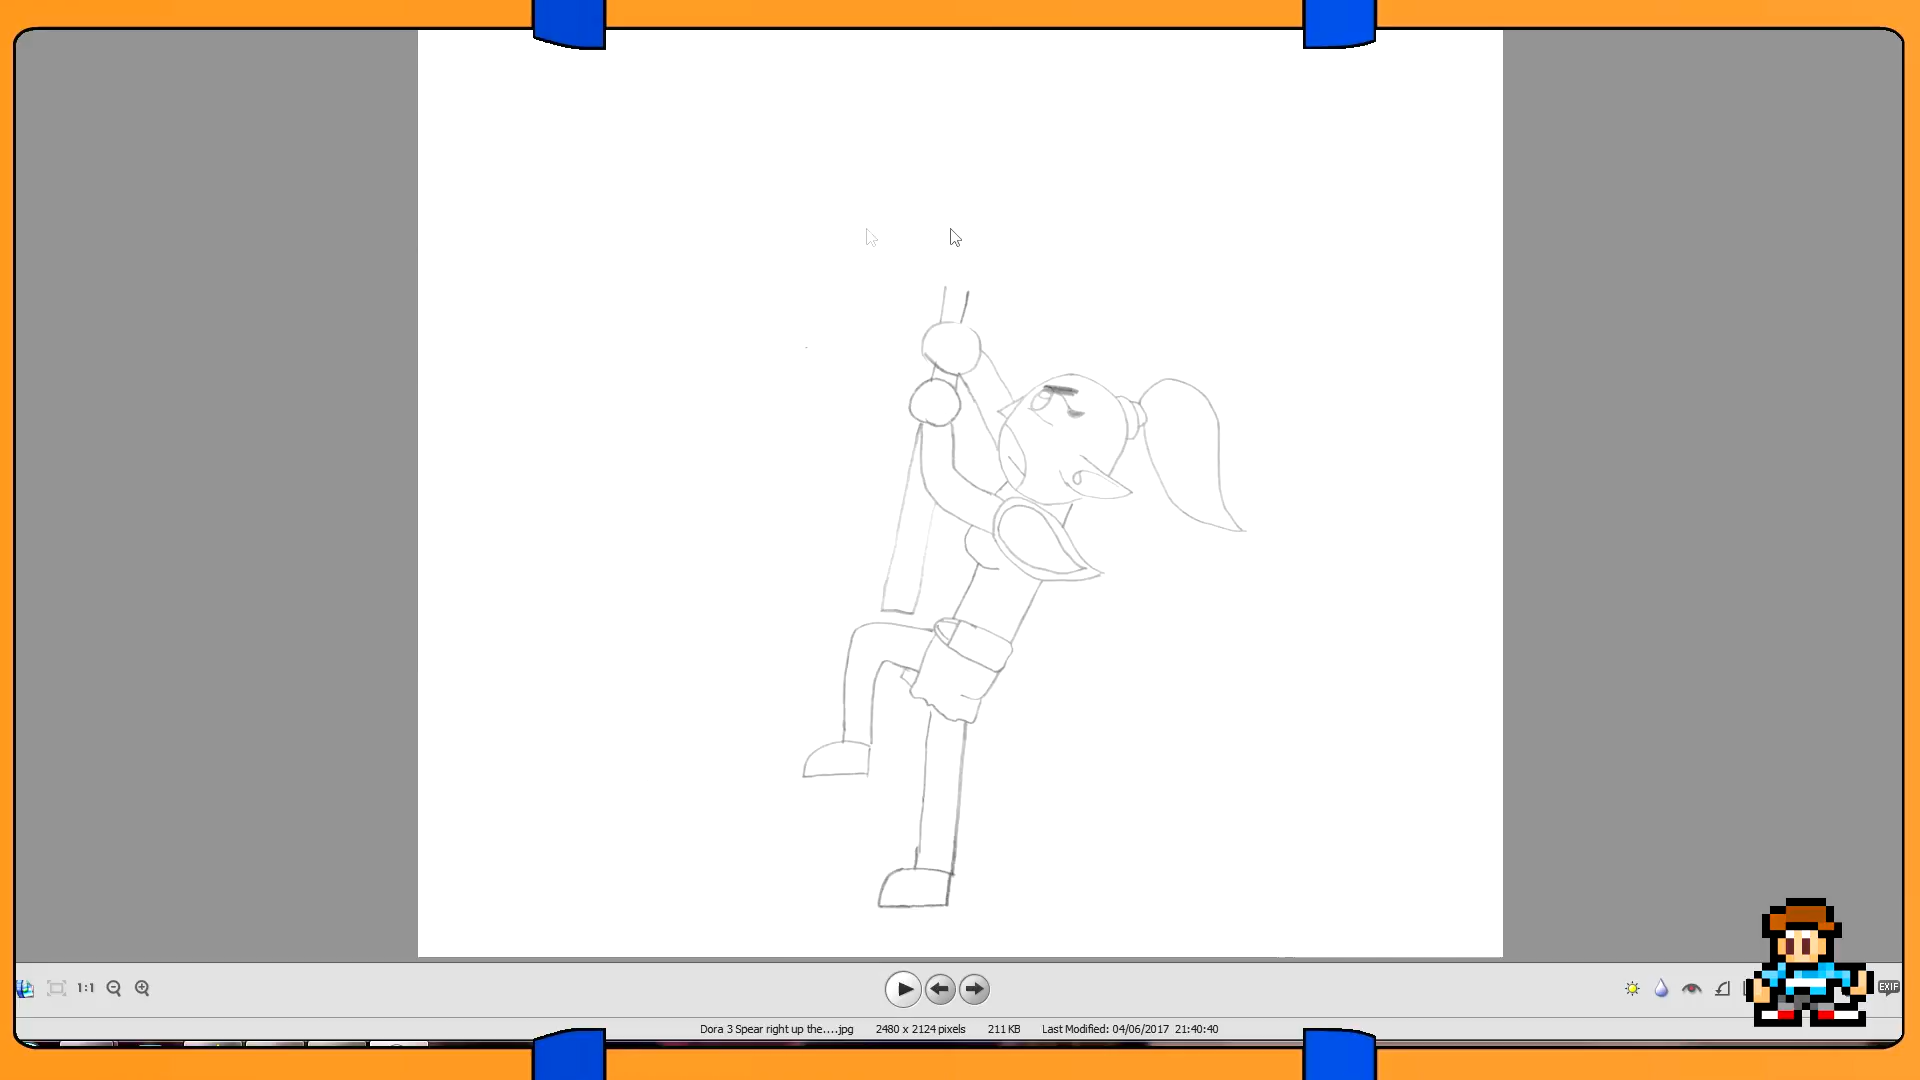 1:1
EXIF
Dora 3 Spear right up the....jpg 2480 x 2124 pixels 211 KB Last Modified: 04/06/2017 21:40:40